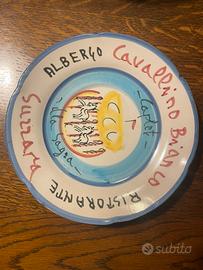 ALBERGO
Cavallino Bianco
RISTORANTE
Suzzara
subito